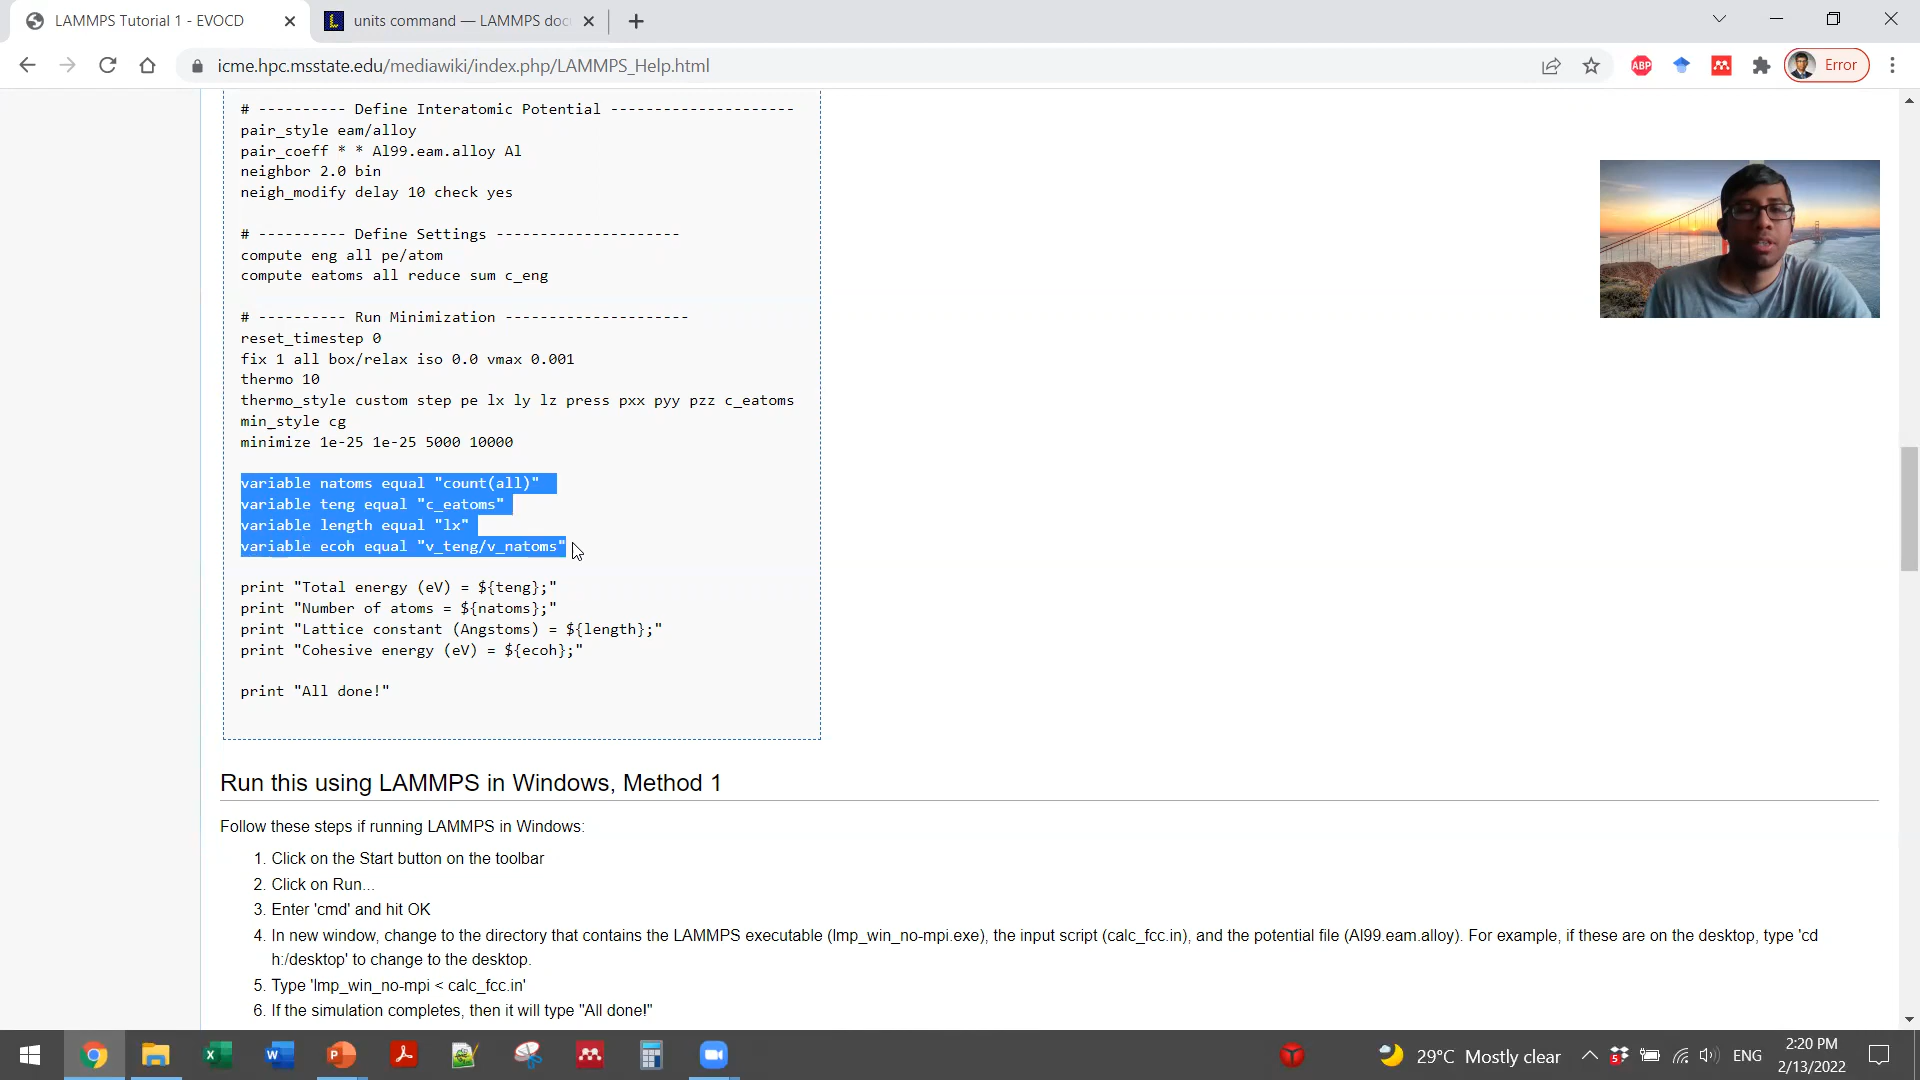 LAMMPS Tutorial 1 - EVOCD
units command — LAMMPS doc
icme.hpc.msstate.edu/mediawiki/index.php/LAMMPS_Help.html
ABP
Error
# ---------- Define Interatomic Potential ---------------------
pair_style eam/alloy
pair_coeff * * Al99.eam.alloy Al
neighbor 2.0 bin
neigh_modify delay 10 check yes
# ---------- Define Settings ---------------------
compute eng all pe/atom
compute eatoms all reduce sum c_eng
# ---------- Run Minimization ---------------------
reset_timestep 0
fix 1 all box/relax iso 0.0 vmax 0.001
thermo 10
thermo_style custom step pe lx ly lz press pxx pyy pzz c_eatoms
min_style cg
minimize 1e-25 1e-25 5000 10000
variable natoms equal "count(all)"
variable teng equal "c_eatoms"
variable length equal "lx"
variable ecoh equal "v_teng/v_natoms"
print "Total energy (eV) = ${teng};"
print "Number of atoms = ${natoms};"
print "Lattice constant (Angstoms) = ${length};"
print "Cohesive energy (eV) = ${ecoh};"
print "All done!"
Run this using LAMMPS in Windows, Method 1
Follow these steps if running LAMMPS in Windows:
1. Click on the Start button on the toolbar
2. Click on Run...
3. Enter 'cmd' and hit OK
4. In new window, change to the directory that contains the LAMMPS executable (lmp_win_no-mpi.exe), the input script (calc_fcc.in), and the potential file (Al99.eam.alloy). For example, if these are on the desktop, type 'cd
h:/desktop' to change to the desktop.
5. Type 'lmp_win_no-mpi < calc_fcc.in'
6. If the simulation completes, then it will type "All done!"
29°C Mostly clear
ENG
2:20 PM
2/13/2022